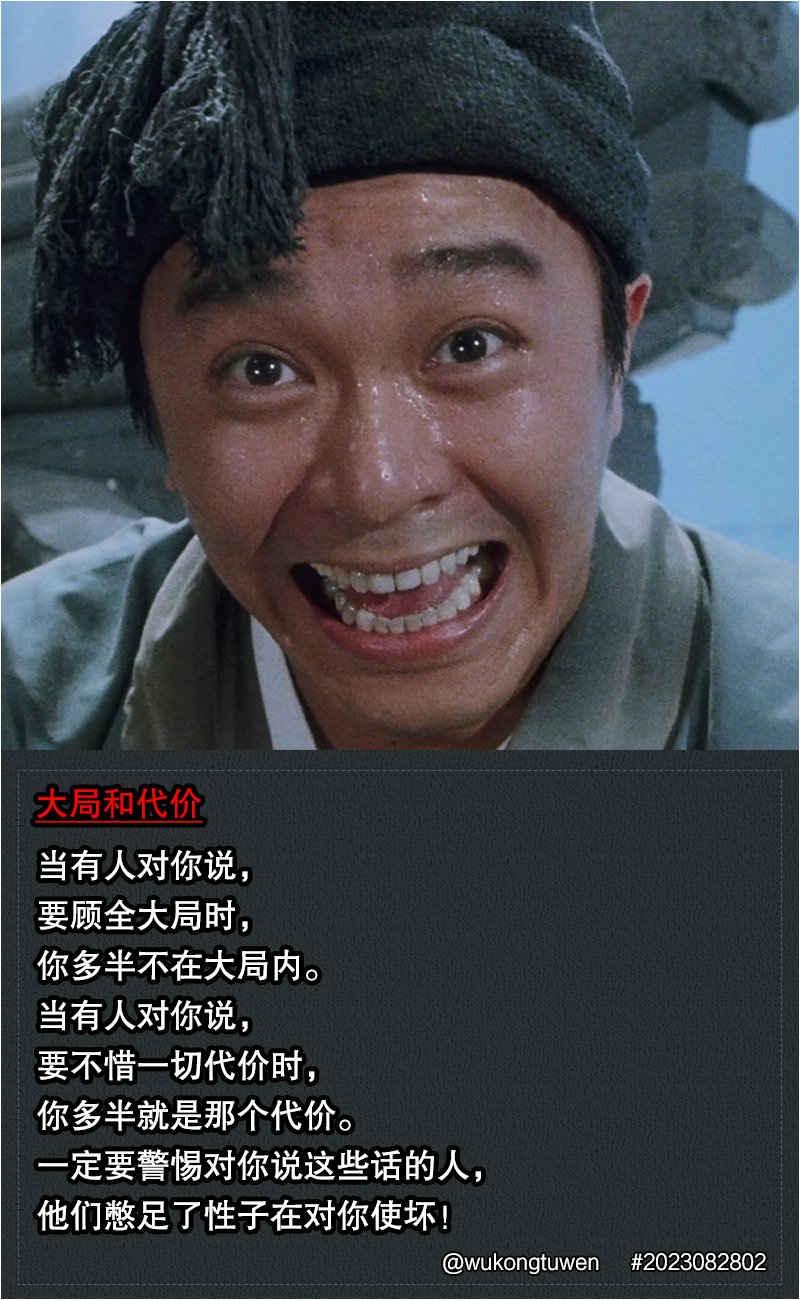 大局和代价
当有人对你说，
要顾全大局时，
你多半不在大局内。
当有人对你说，
要不惜一切代价时，
你多半就是那个代价。
一定要警惕对你说这些话的人，
他们憋足了性子在对你使坏！
@wukongtuwen #2023082802